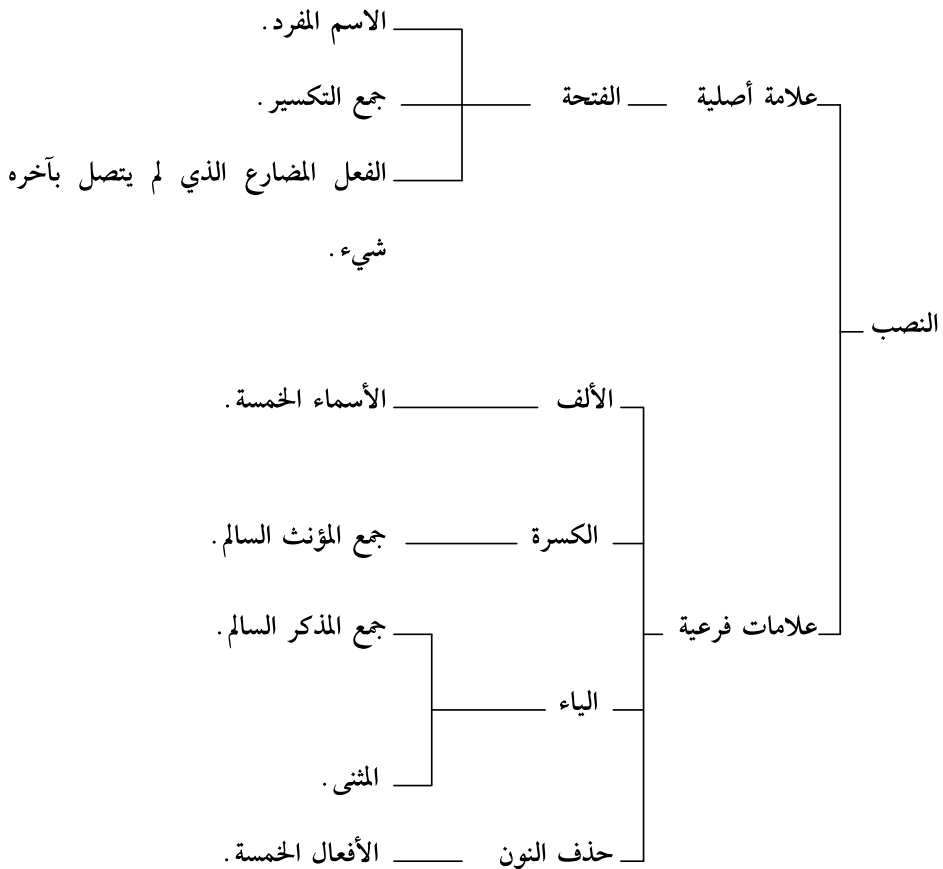 الاسم المفرد.
علامة أصلية الفتحة جمع التكسير.
الفعل المضارع الذي لم يتصل بآخره
شيء.
النصب
الألف الأسماء الخمسة.
الكسرة جمع المؤنث السالم.
علامات فرعية جمع المذكر السالم.
الياء
المثنى.
حذف النون الأفعال الخمسة.